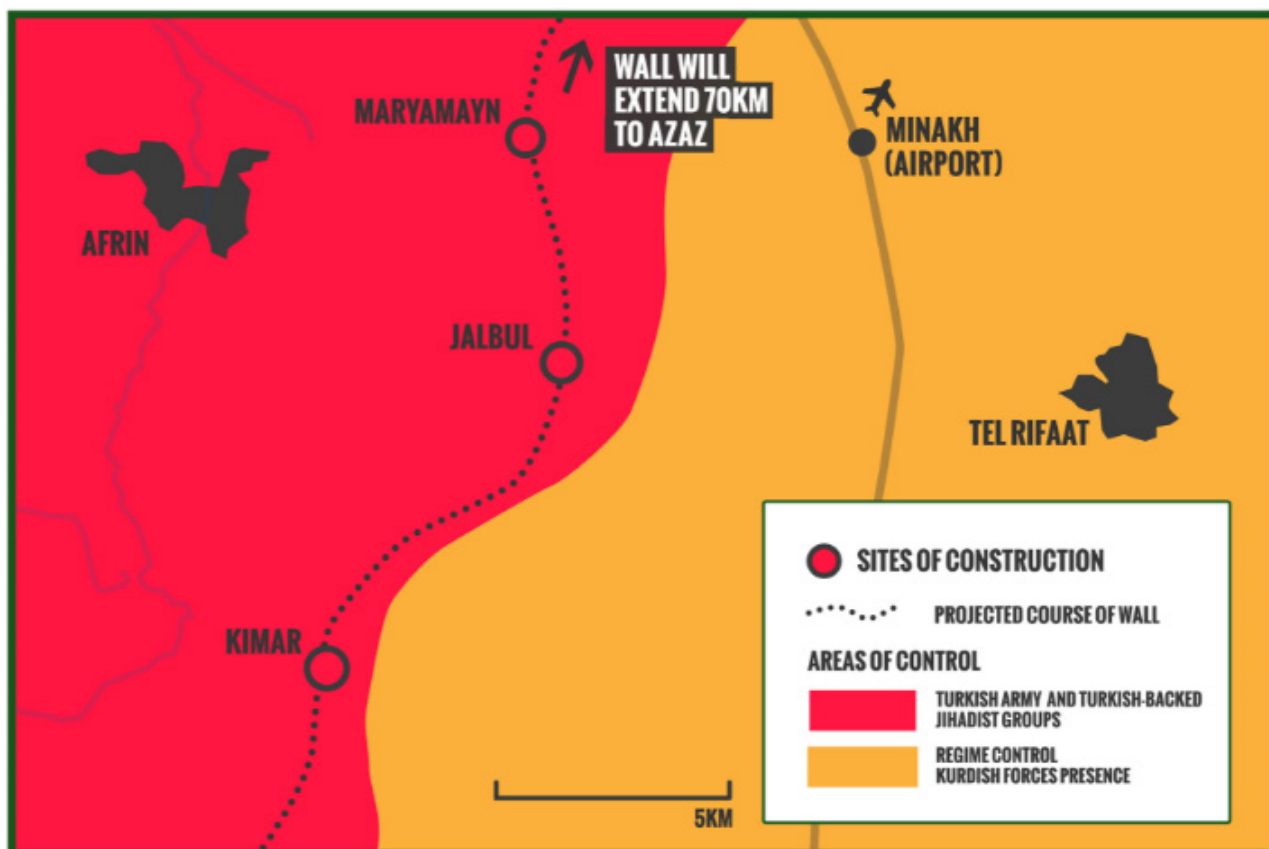 WALL WILL
EXTEND 70KM
TO AZAZ
MARYAMAYN
MINAKH
(AIRPORT)
AFRIN
JALBUL
TEL RIFAAT
KIMAR
5KM
SITES OF CONSTRUCTION
PROJECTED COURSE OF WALL
AREAS OF CONTROL
TURKISH ARMY AND TURKISH-BACKED
JIHADIST GROUPS
REGIME CONTROL
KURDISH FORCES PRESENCE